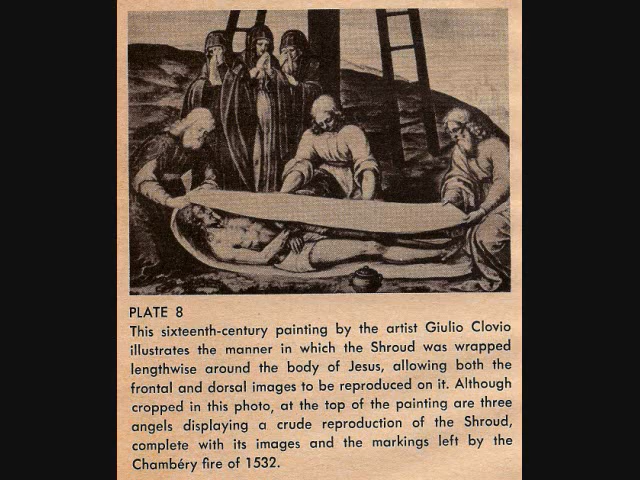 PLATE 8
This sixteenth-century painting by the artist Giulio Clovio
illustrates the manner in which the Shroud was wrapped
lengthwise around the body of Jesus, allowing both the
frontal and dorsal images to be reproduced on it. Although
cropped in this photo, at the top of the painting are three
angels displaying a crude reproduction of the Shroud,
complete with its images and the markings left by the
Chambéry fire of 1532.